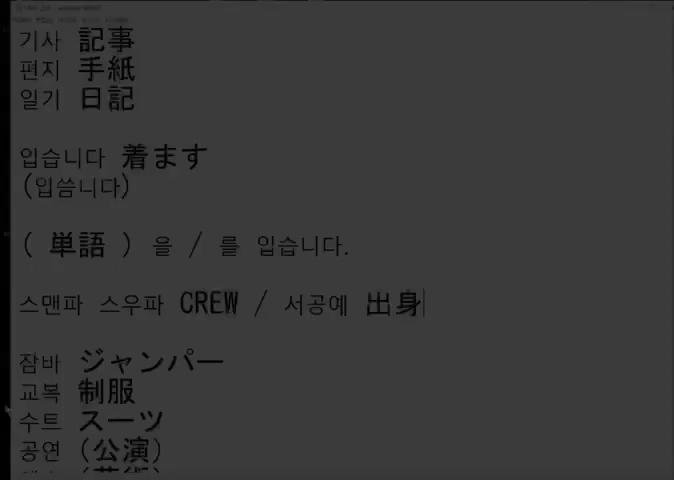 기사 記事
편지 手紙
일기 日記
입습니다 着ます
(입씀니다)
( 単語 ) 을 / 를 입습니다.
스맨파 스우파 CREW / 서공예 出身
잠바 ジャンパー
교복 制服
수트 スーツ
공연 (公演)